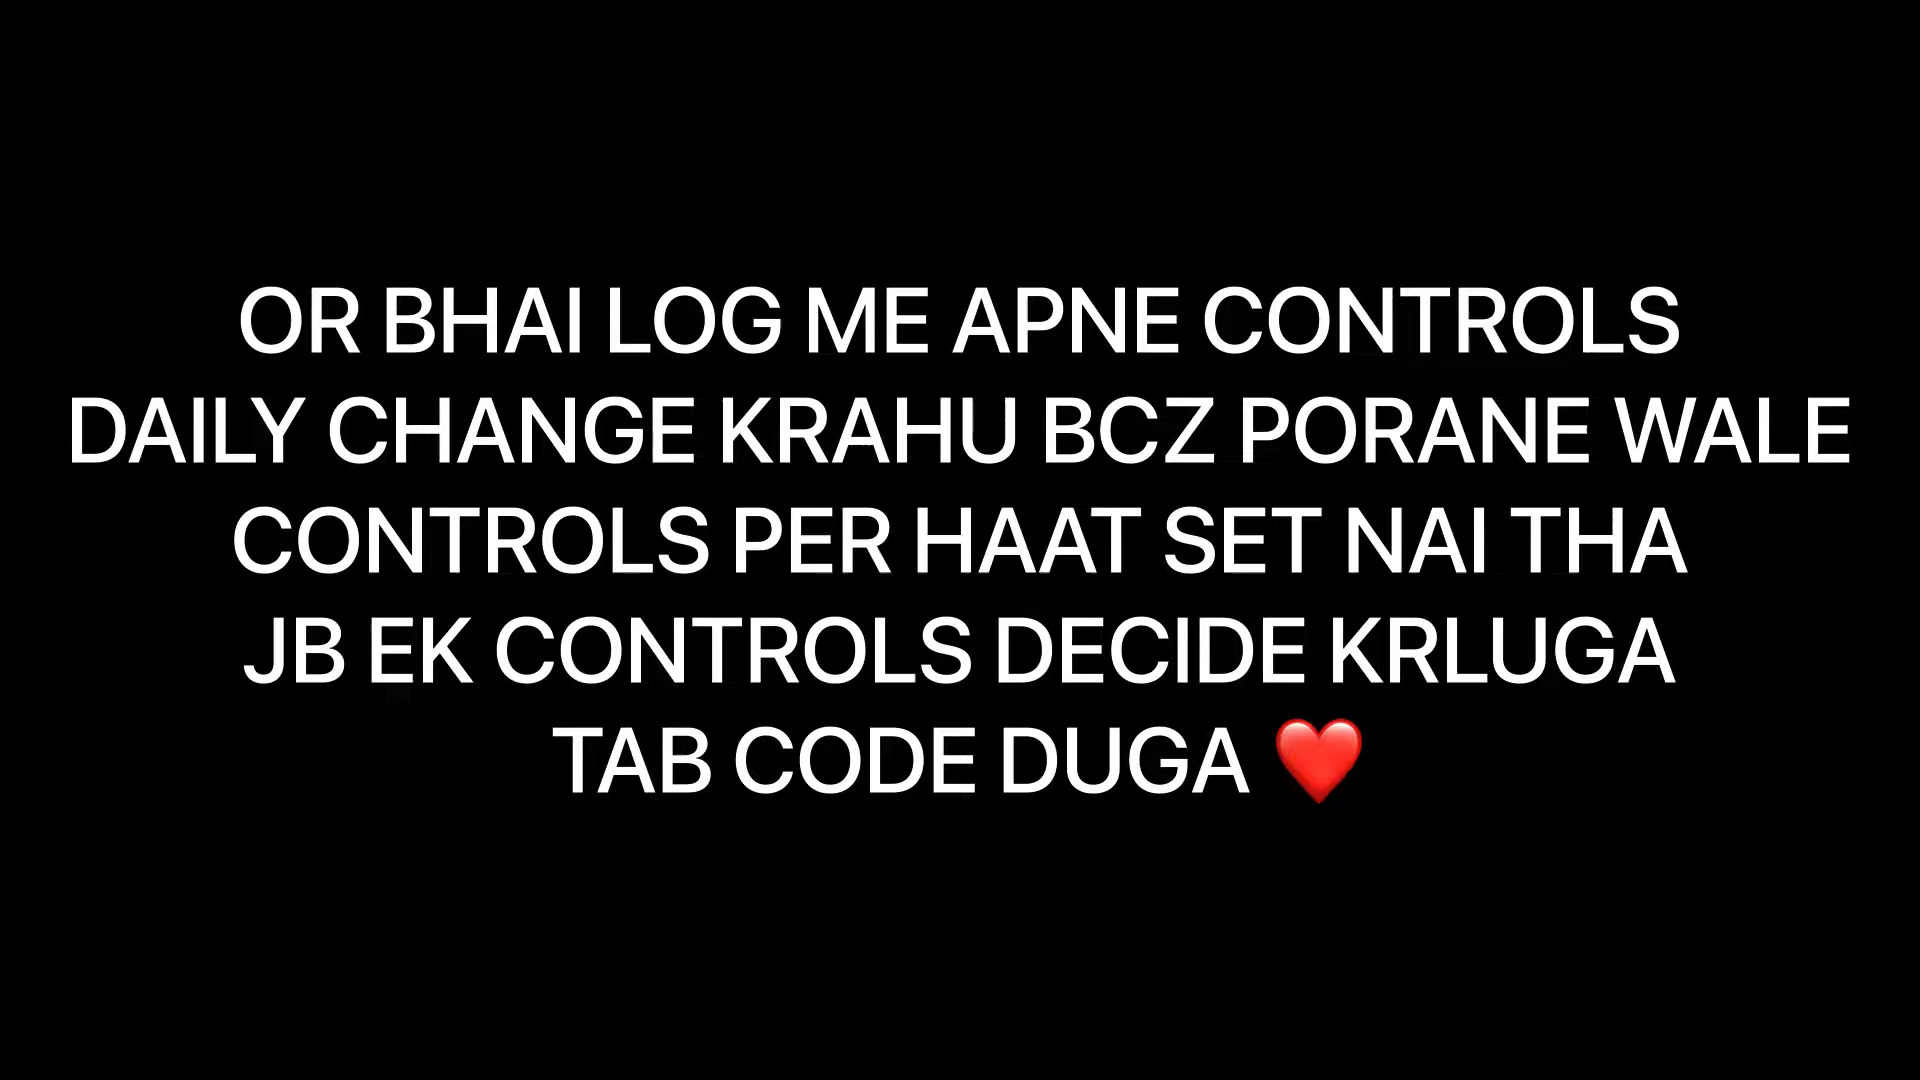 OR BHAI LOG ME APNE CONTROLS
DAILY CHANGE KRAHU BCZ PORANE WALE
CONTROLS PER HAAT SET NAI THA
JB EK CONTROLS DECIDE KRLUGA
TAB CODE DUGA ❤️